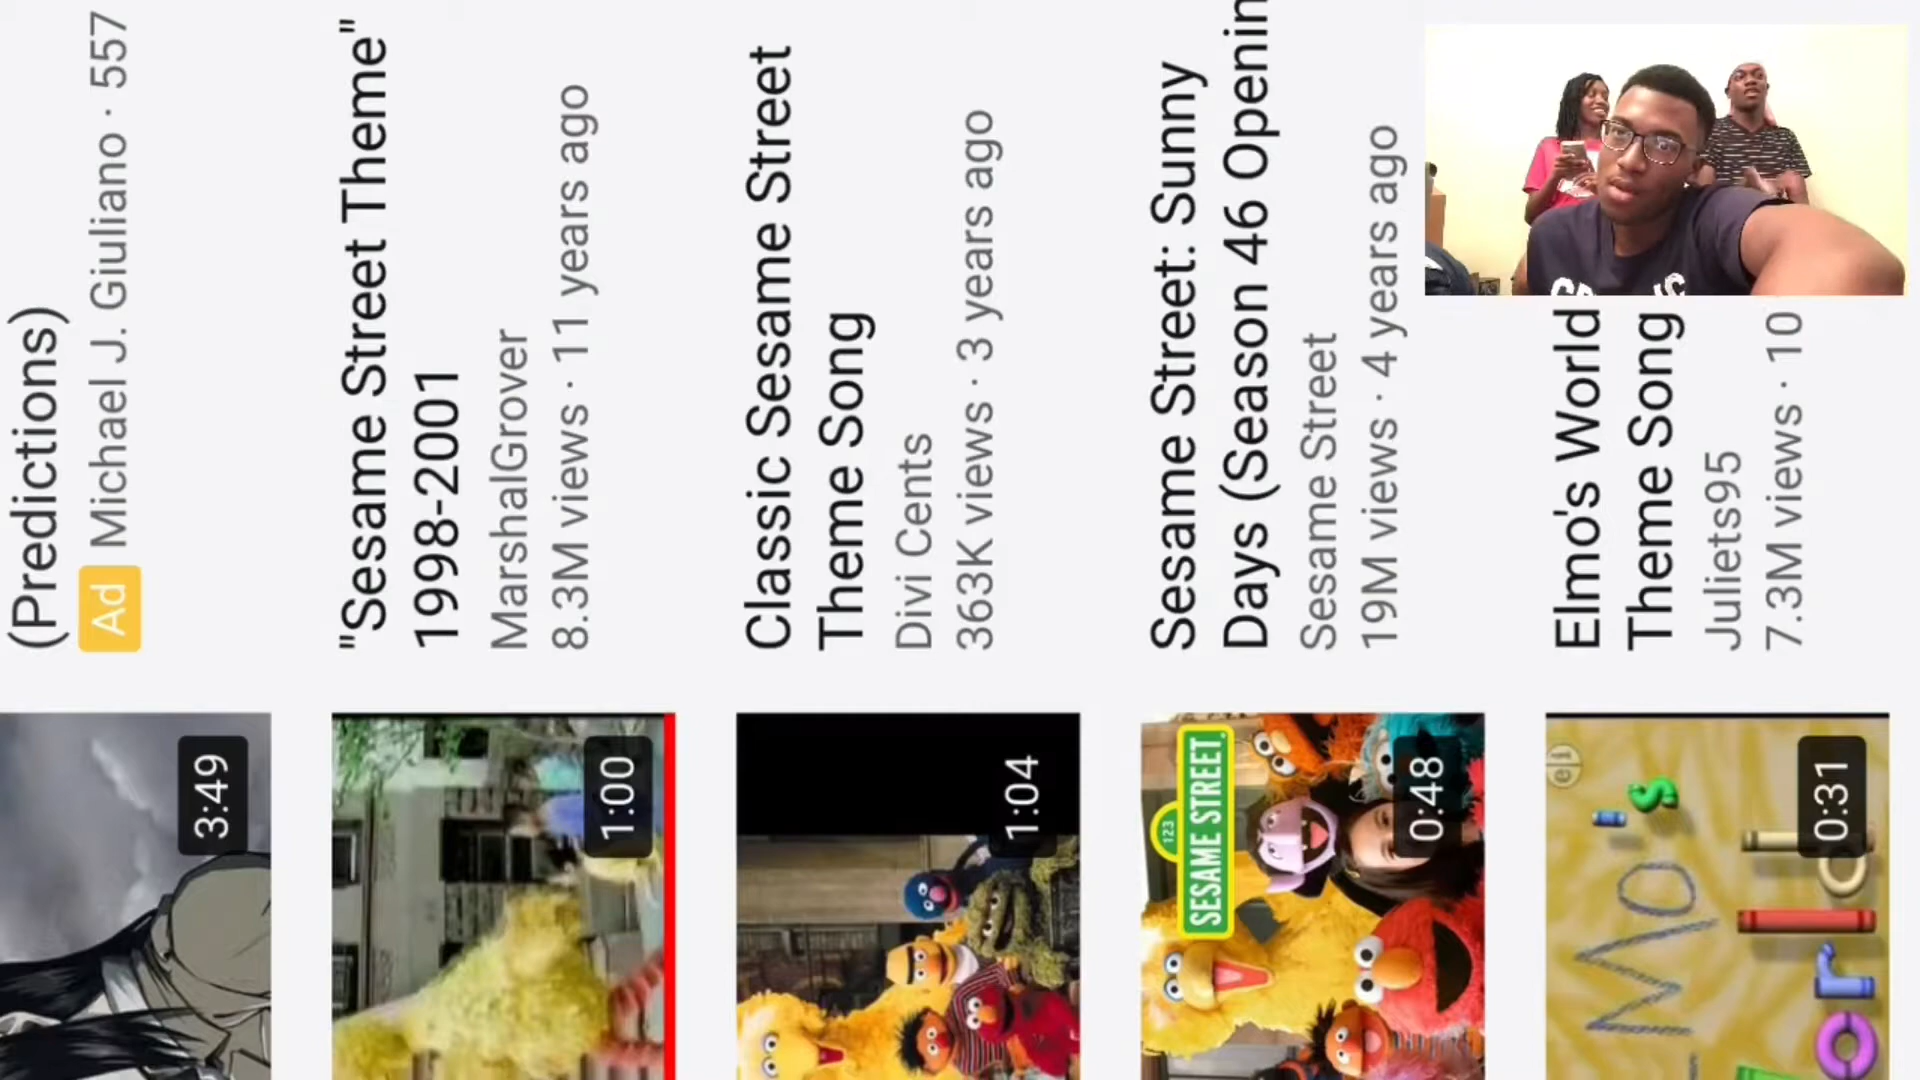 (Predictions)
Ad Michael J. Giuliano · 557
3:49
"Sesame Street Theme"
1998-2001
MarshalGrover
8.3M views · 11 years ago
1:00
Classic Sesame Street
Theme Song
Divi Cents
363K views · 3 years ago
1:04
Sesame Street: Sunny
Days (Season 46 Openin
Sesame Street
19M views · 4 years ago
123
SESAME STREET
0:48
Elmo's World
Theme Song
Juliets95
7.3M views · 10
0:31